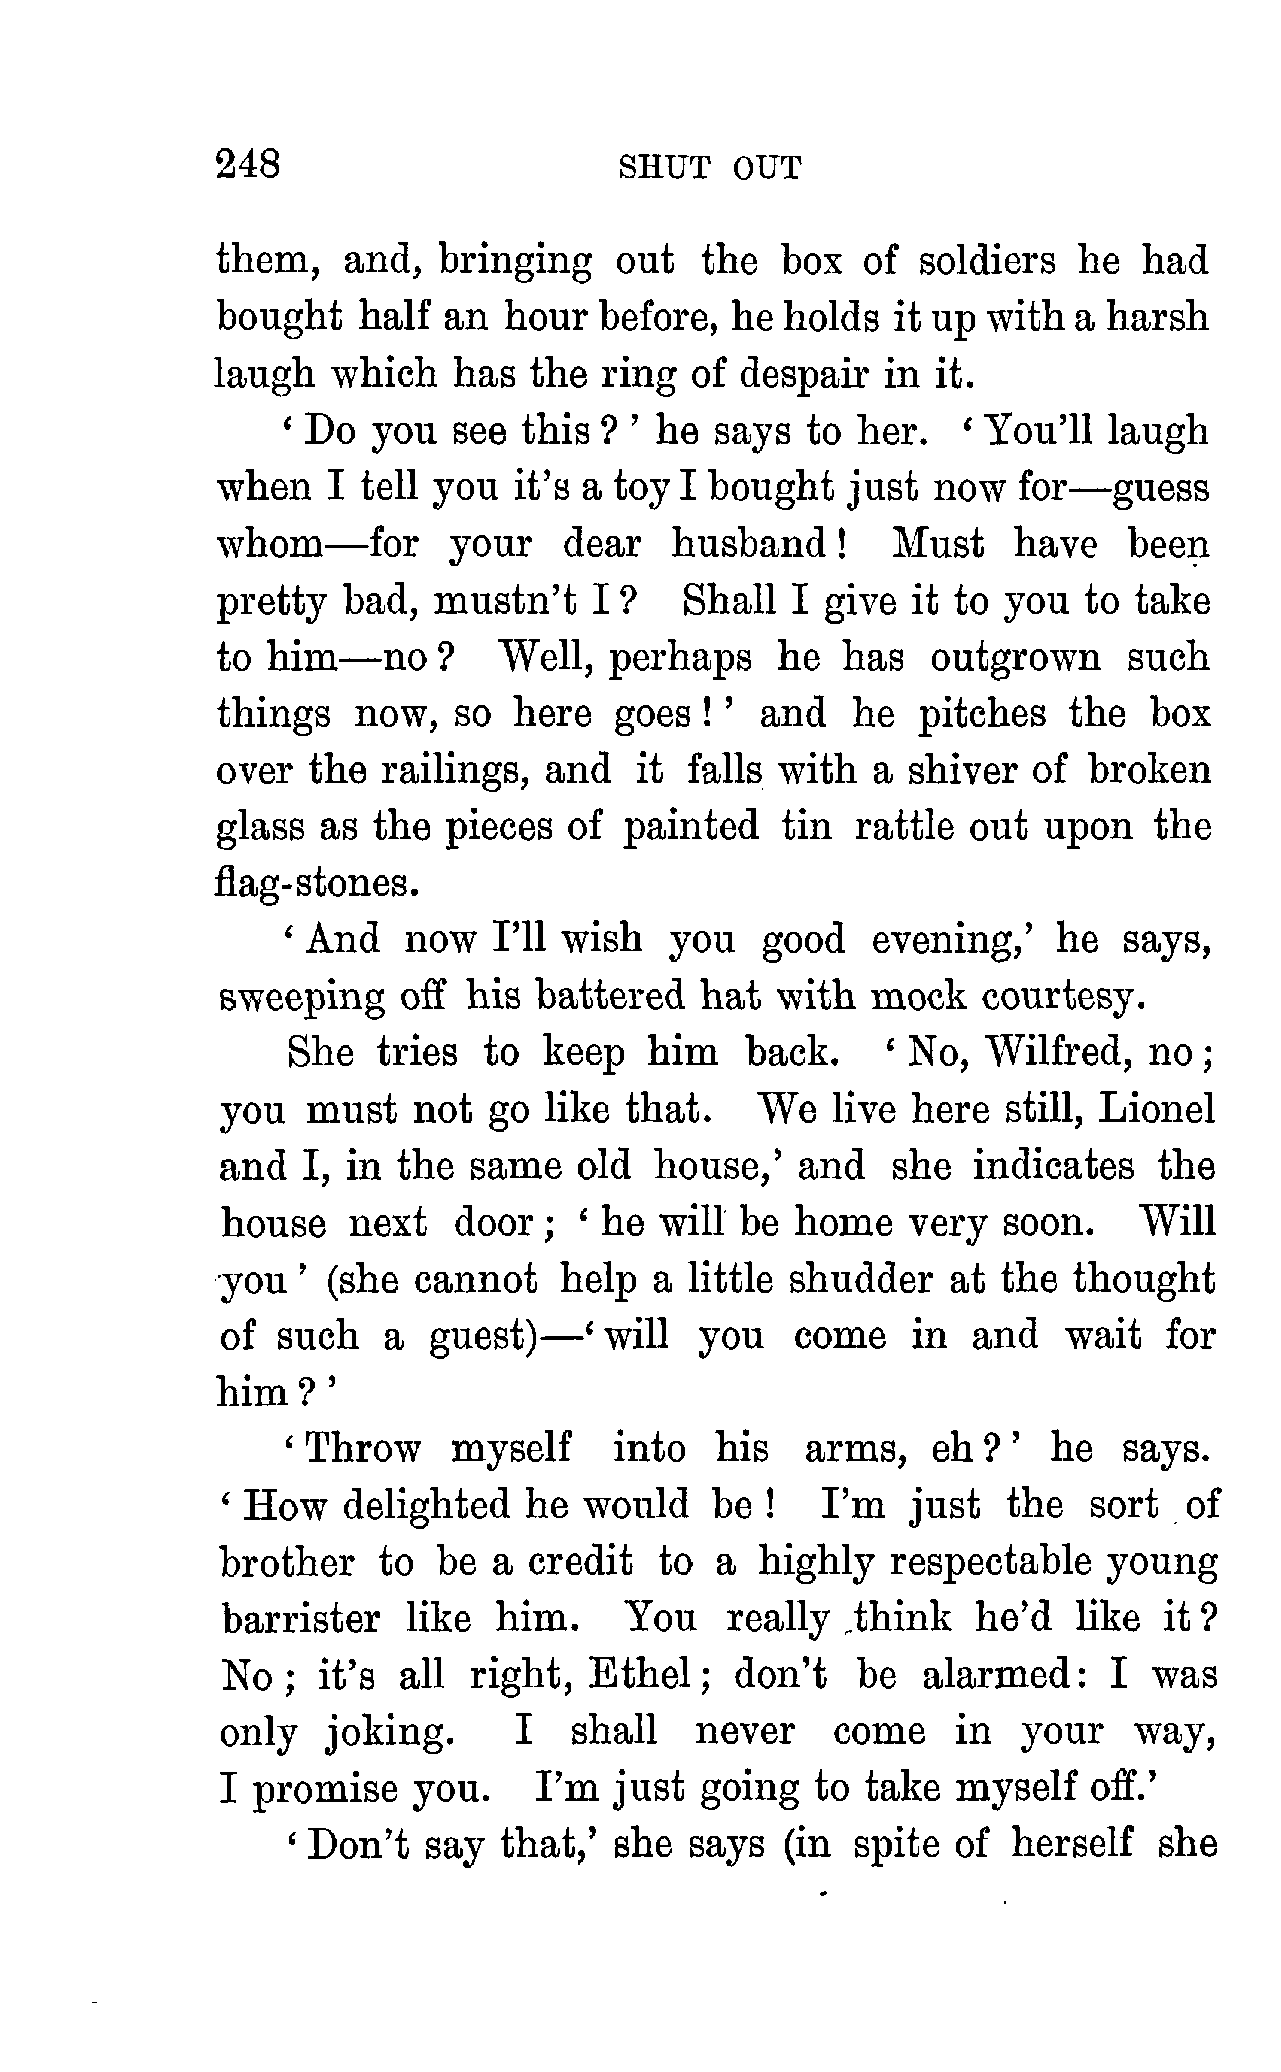 248 SHUT OUT
them, and, bringing out the box of soldiers he had
bought half an hour before, he holds it up with a harsh
laugh which has the ring of despair in it.
‘ Do you see this ? ’ he says to her. ‘ You’ll laugh
when I tell you it’s a toy I bought just now for—guess
whom—for your dear husband ! Must have been
pretty bad, mustn’t I ? Shall I give it to you to take
to him—no ? Well, perhaps he has outgrown such
things now, so here goes ! ’ and he pitches the box
over the railings, and it falls with a shiver of broken
glass as the pieces of painted tin rattle out upon the
flag-stones.
‘ And now I’ll wish you good evening,’ he says,
sweeping off his battered hat with mock courtesy.
She tries to keep him back. ‘ No, Wilfred, no ;
you must not go like that. We live here still, Lionel
and I, in the same old house,’ and she indicates the
house next door ; ‘ he will be home very soon. Will
you ’ (she cannot help a little shudder at the thought
of such a guest)—‘ will you come in and wait for
him ? ’
‘ Throw myself into his arms, eh ? ’ he says.
‘ How delighted he would be ! I’m just the sort of
brother to be a credit to a highly respectable young
barrister like him. You really think he’d like it ?
No ; it’s all right, Ethel ; don’t be alarmed : I was
only joking. I shall never come in your way,
I promise you. I’m just going to take myself off.’
‘ Don’t say that,’ she says (in spite of herself she